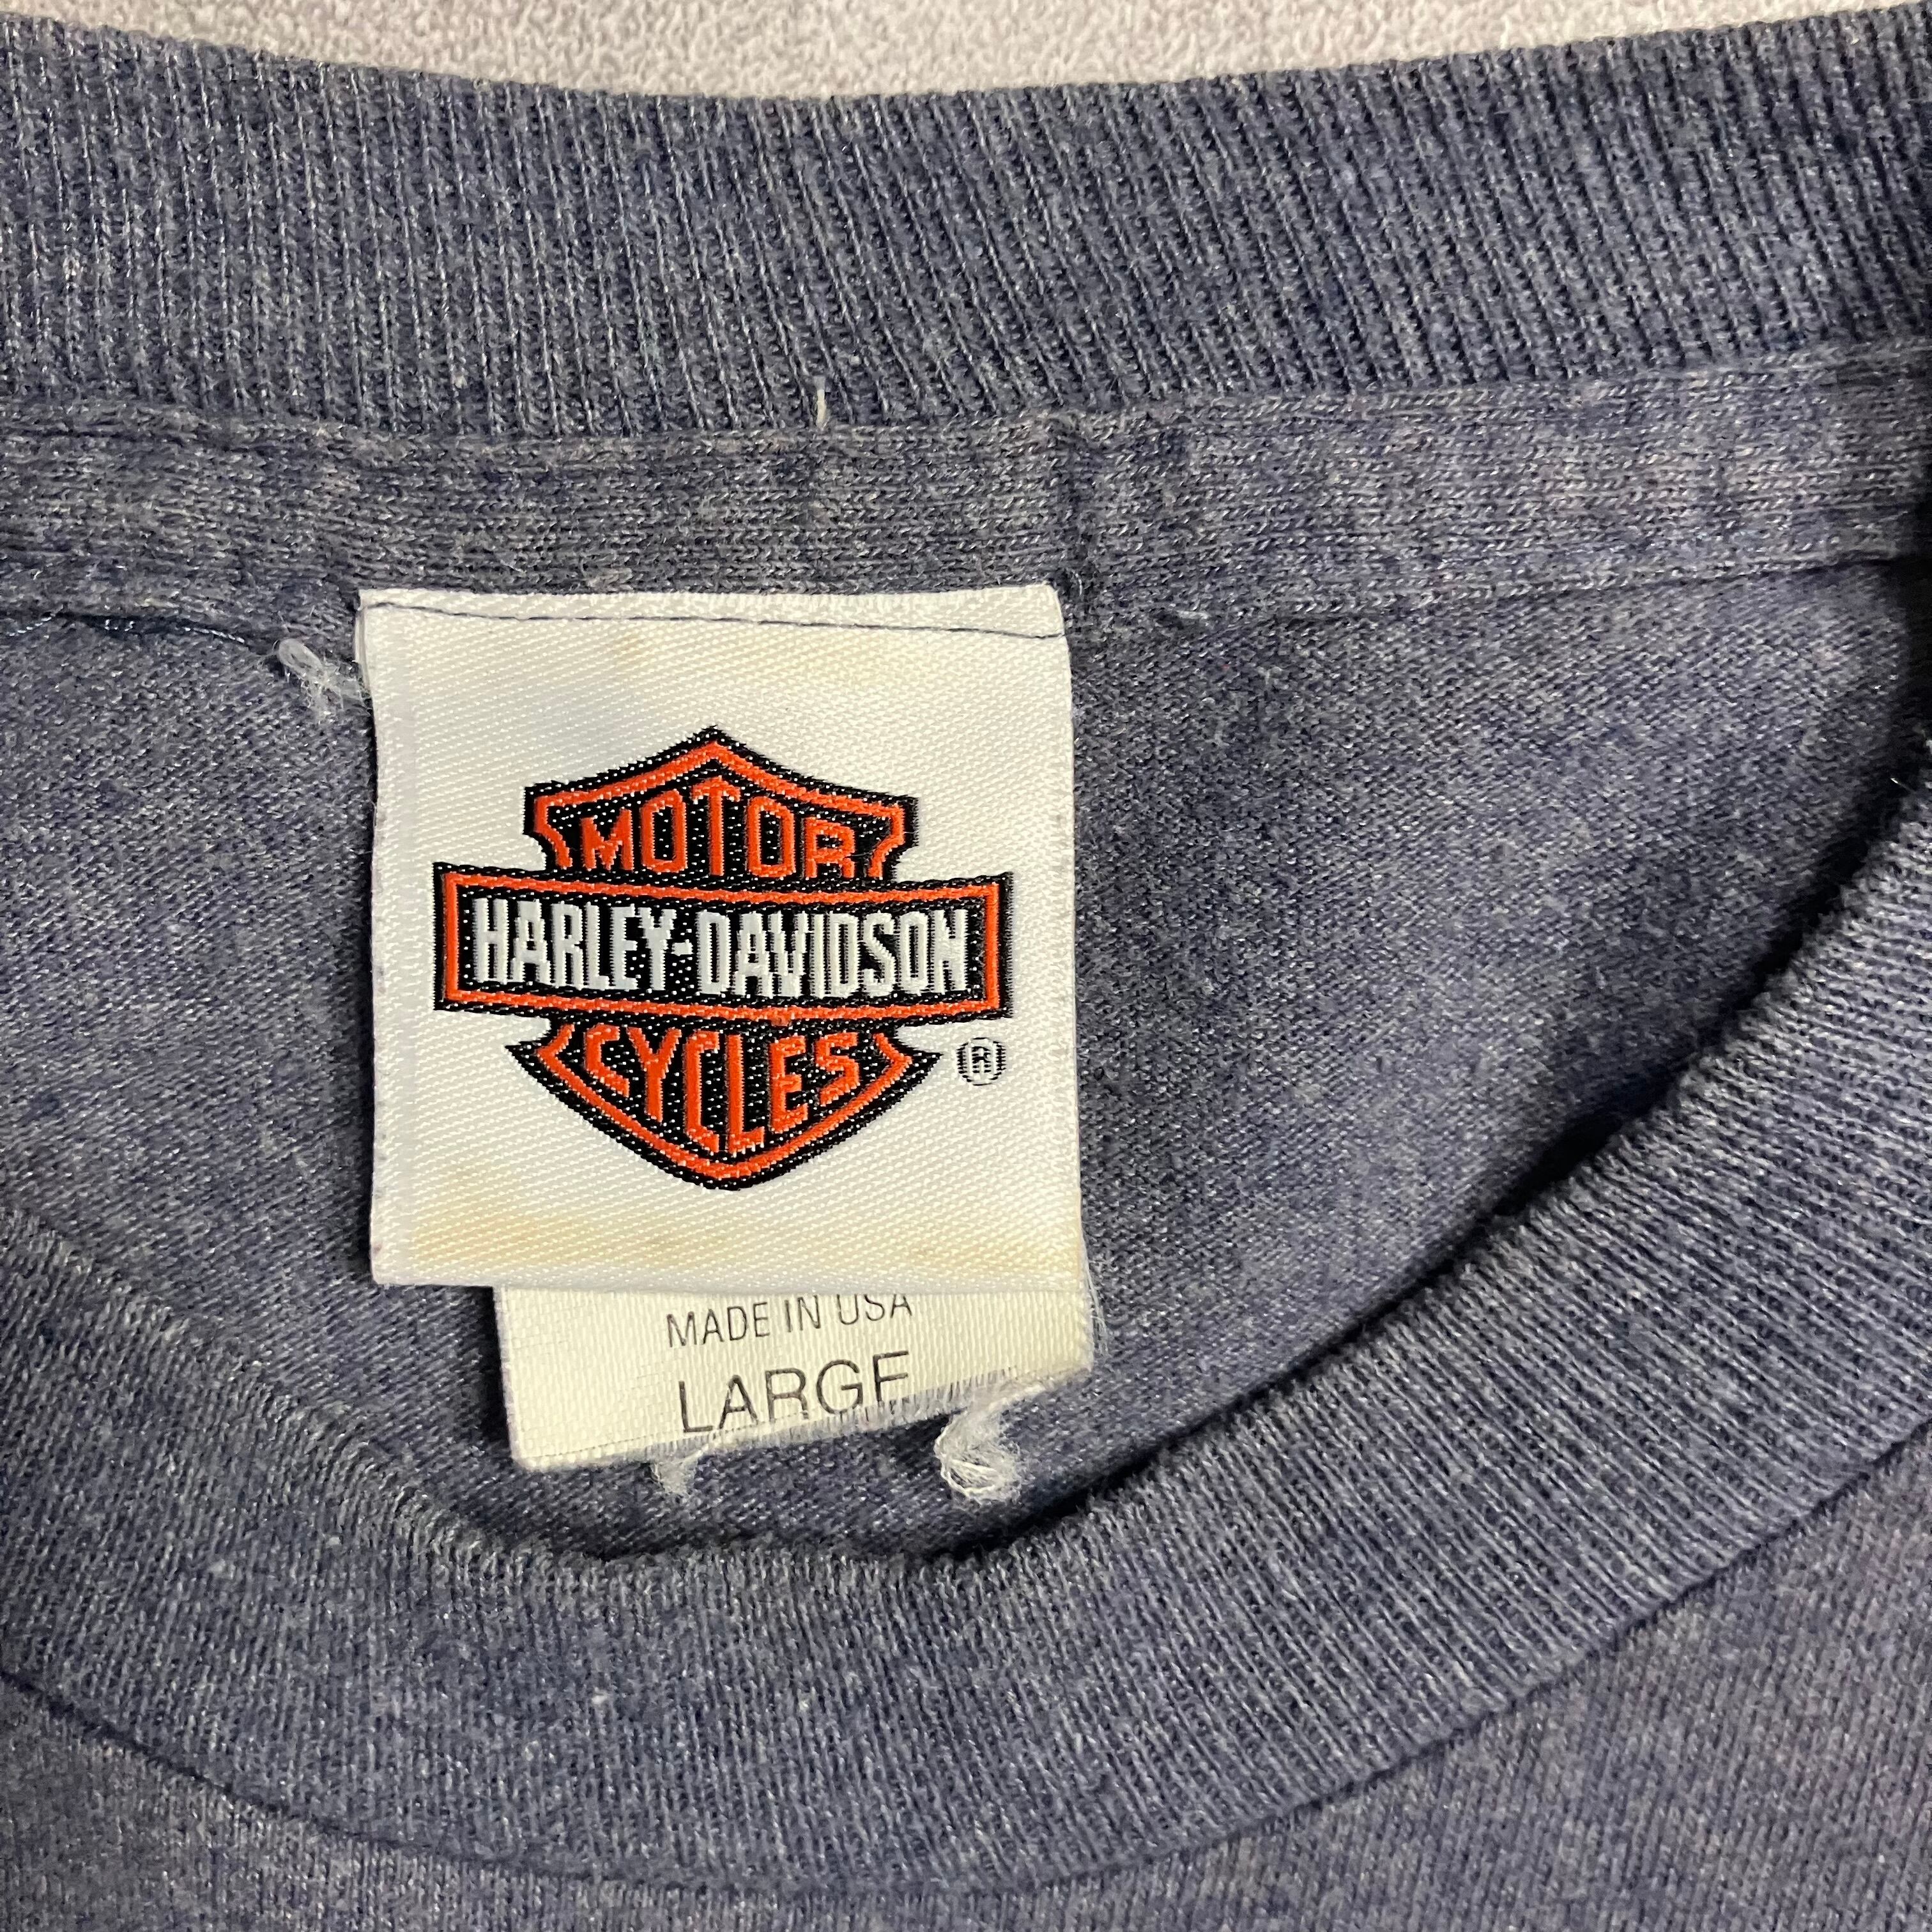 MOTOR
HARLEY-DAVIDSON
CYCLES
®
MADE IN USA
LARGE